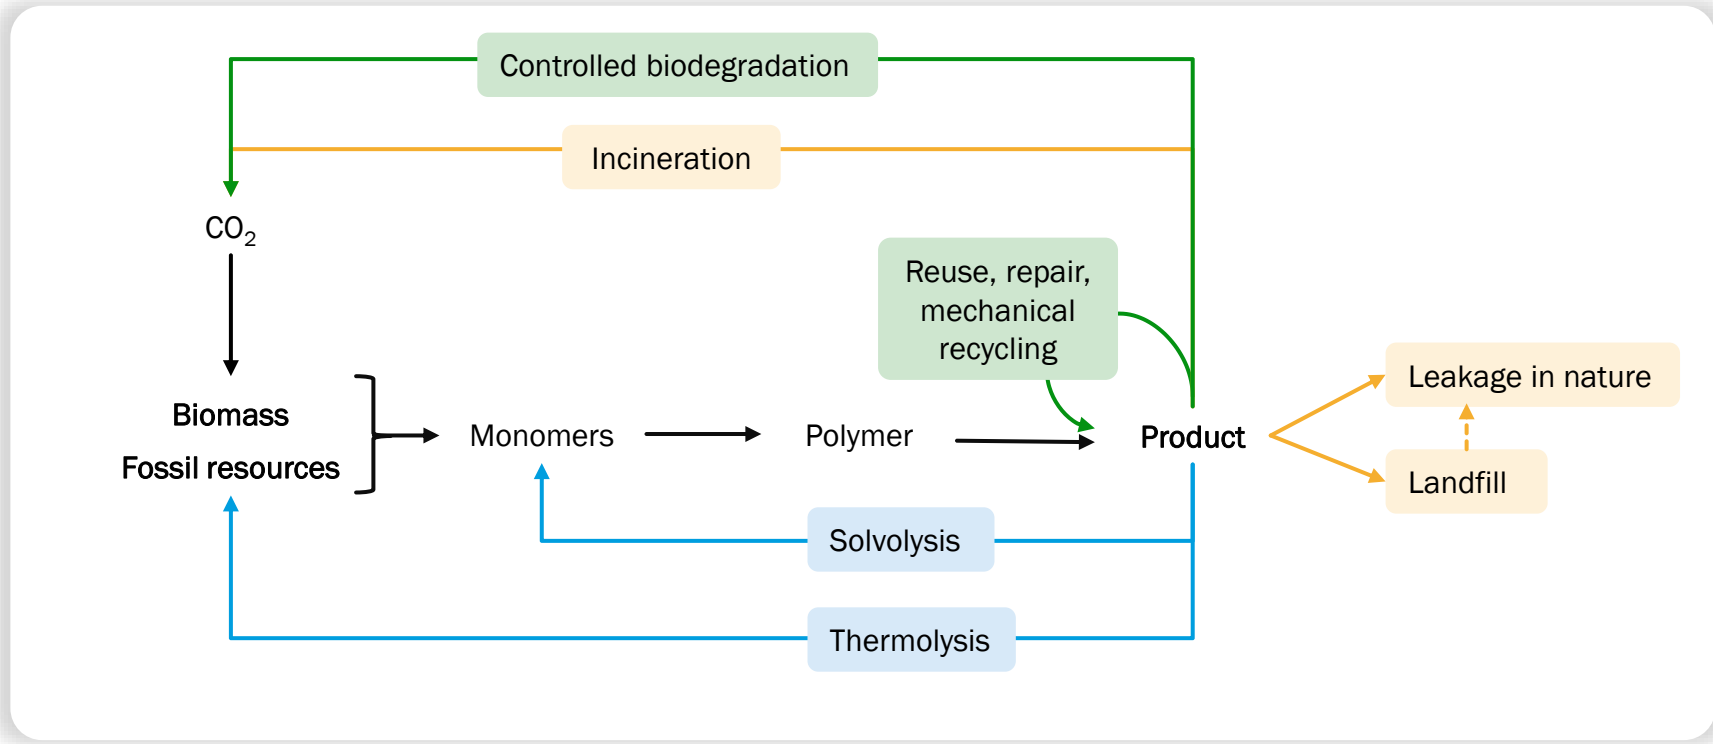 Controlled biodegradation
Incineration
CO₂
Reuse, repair,
mechanical
recycling
Leakage in nature
Biomass
Monomers
Polymer
Product
Fossil resources
Landfill
Solvolysis
Thermolysis